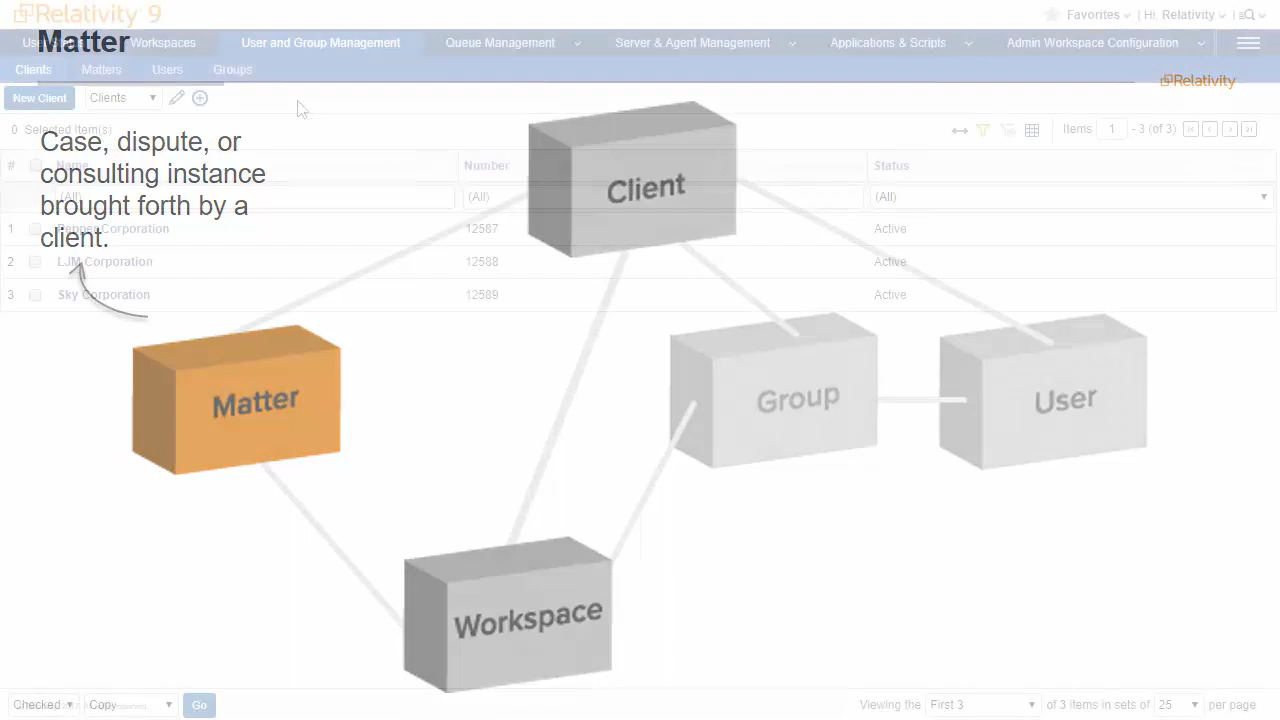 Relativity 9
Favorites
Hi, Relativity
Matter
Workspaces
User and Group Management
Queue Management
Server & Agent Management
Applications & Scripts
Admin Workspace Configuration
Clients
Matters
Users
Groups
Relativity
New Client
Clients
0 Selected Item(s)
Items 1 - 3 (of 3)
Case, dispute, or
consulting instance
brought forth by a
client.
# Name Number Status
(All) (All) (All)
1 Pepper Corporation 12587 Active
2 LJM Corporation 12588 Active
3 Sky Corporation 12589 Active
Client
Matter
Group
User
Workspace
Checked
Copy
Go
Viewing the First 3 of 3 items in sets of 25 per page